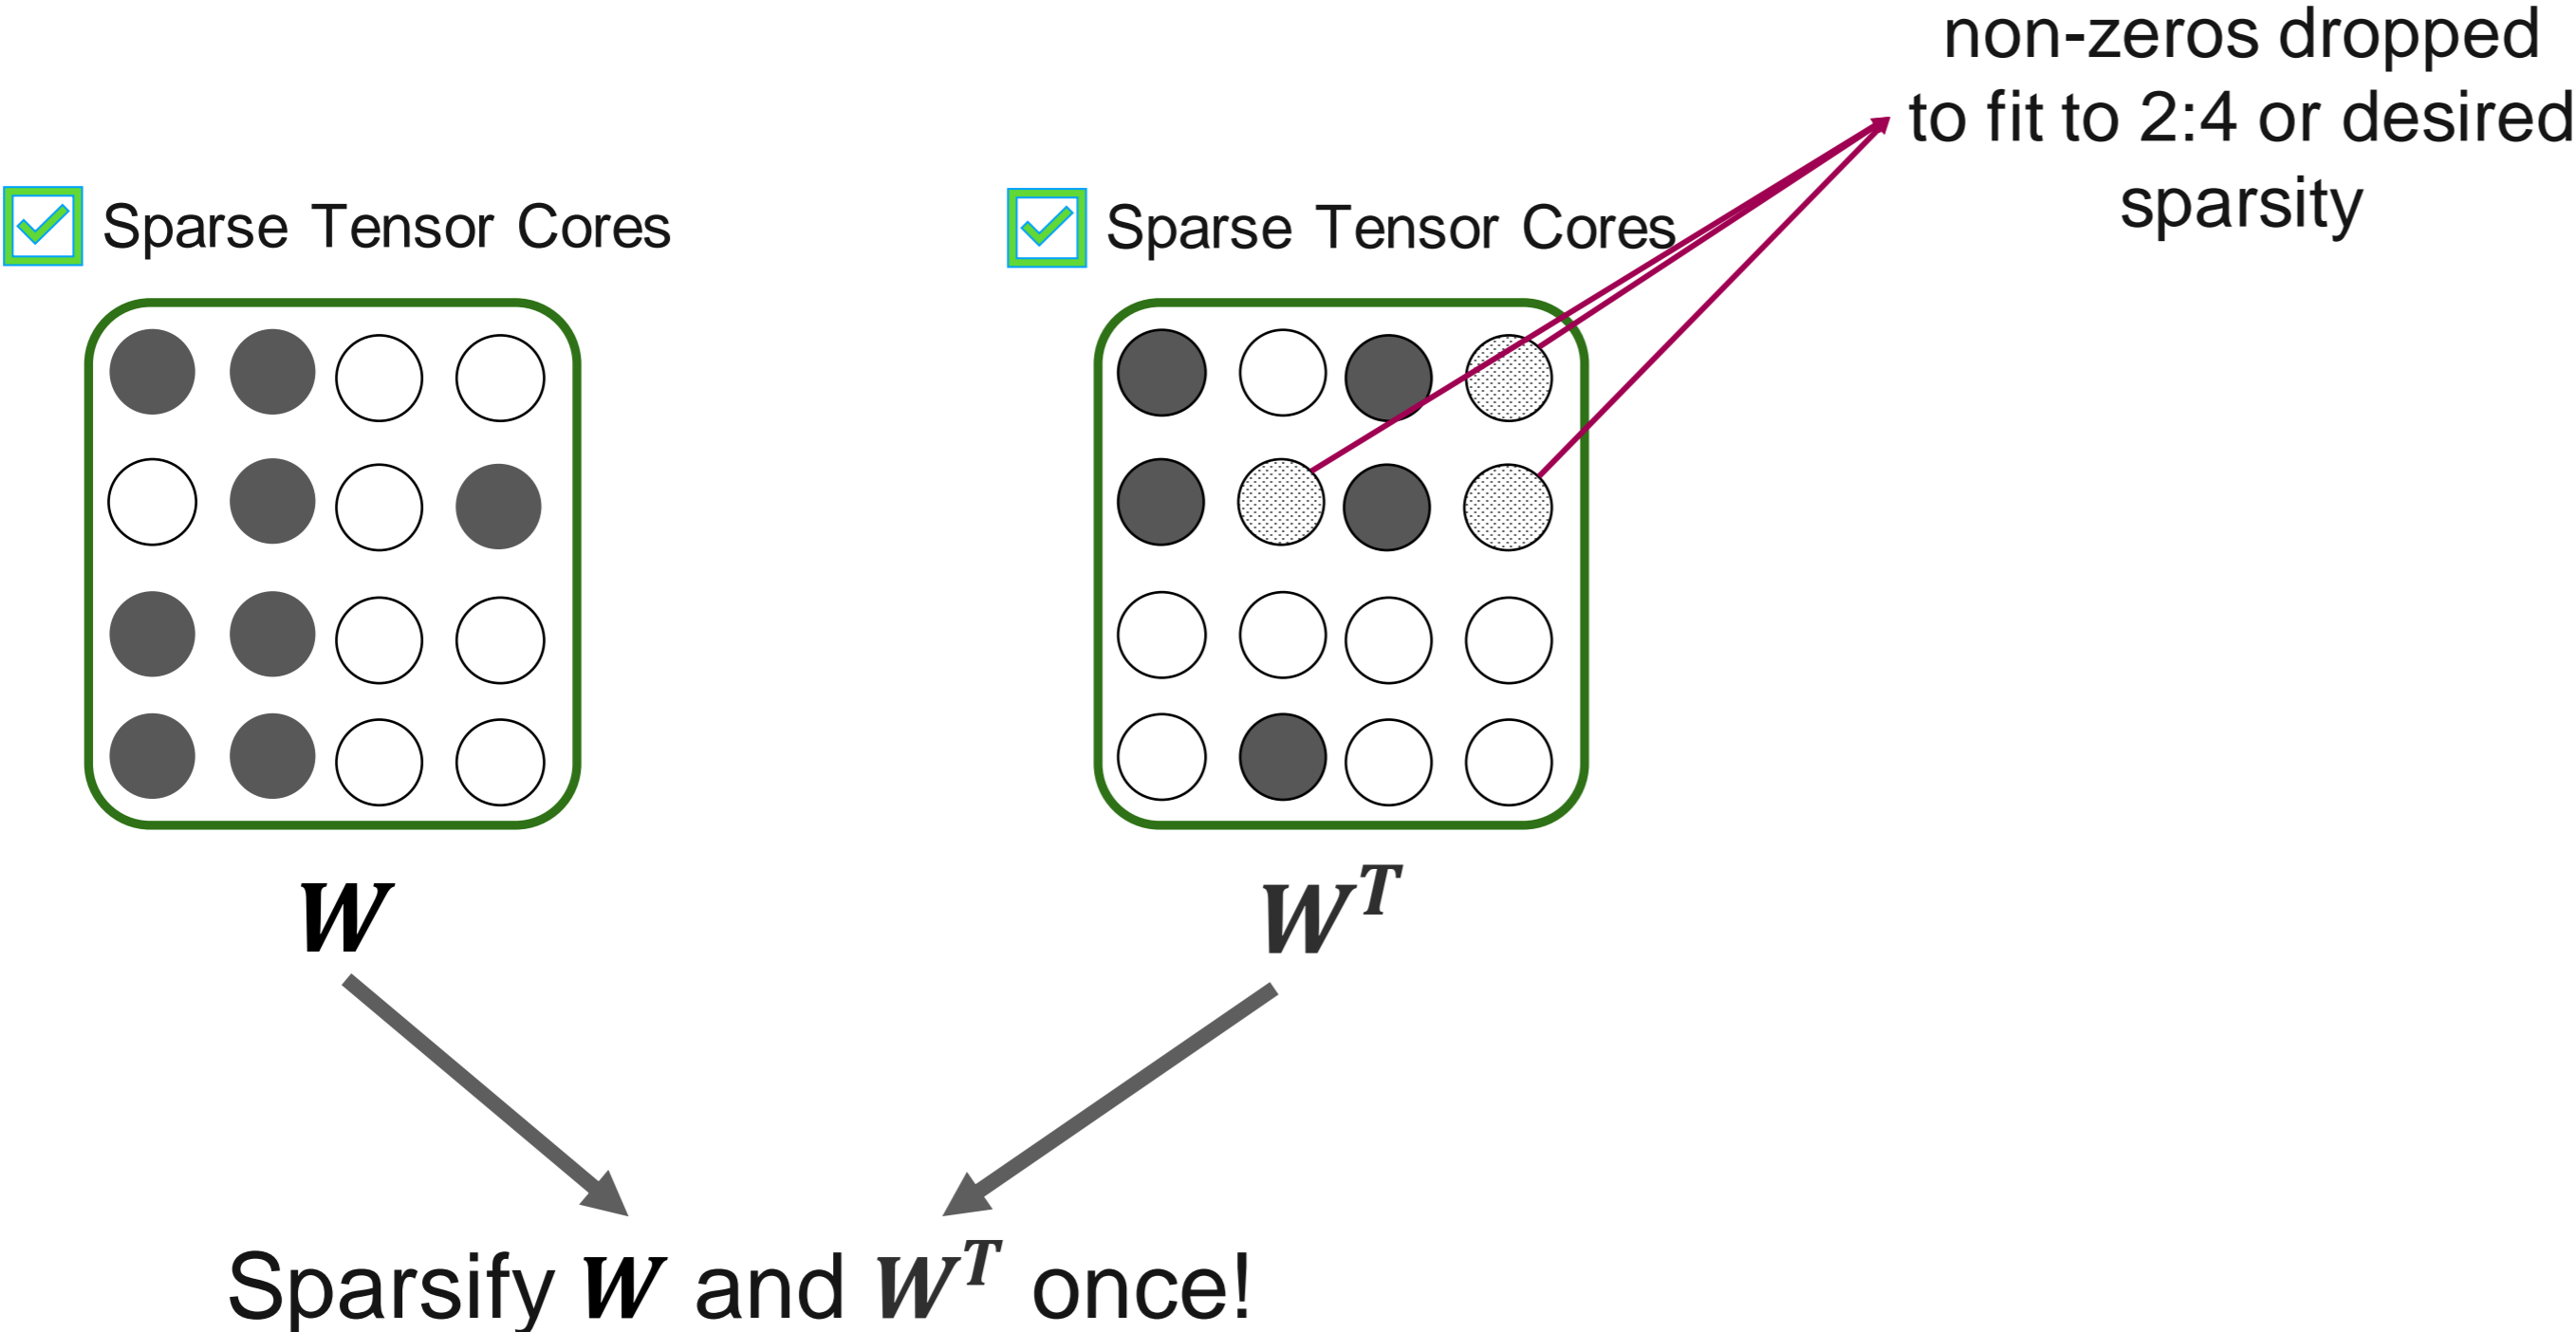 non-zeros dropped
to fit to 2:4 or desired
sparsity
Sparse Tensor Cores
Sparse Tensor Cores
W
W^T
Sparsify W and W^T once!